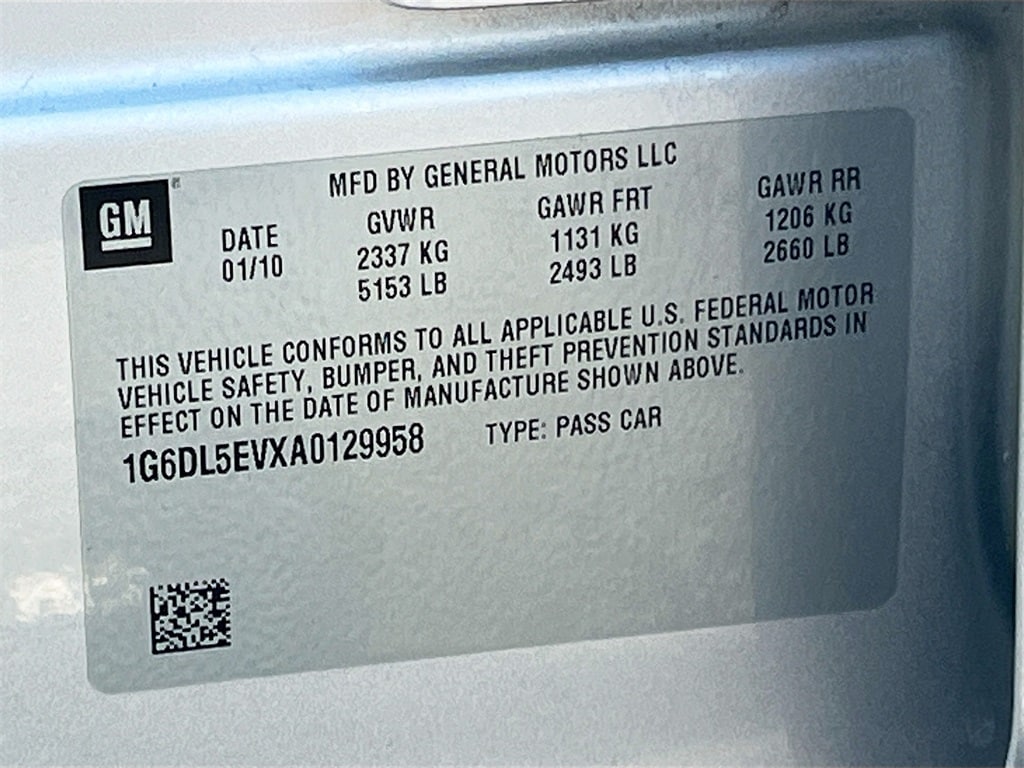 MFD BY GENERAL MOTORS LLC
GM
DATE GVWR GAWR FRT GAWR RR
01/10 2337 KG 1131 KG 1206 KG
5153 LB 2493 LB 2660 LB
THIS VEHICLE CONFORMS TO ALL APPLICABLE U.S. FEDERAL MOTOR
VEHICLE SAFETY, BUMPER, AND THEFT PREVENTION STANDARDS IN
EFFECT ON THE DATE OF MANUFACTURE SHOWN ABOVE.
1G6DL5EVXA0129958 TYPE: PASS CAR